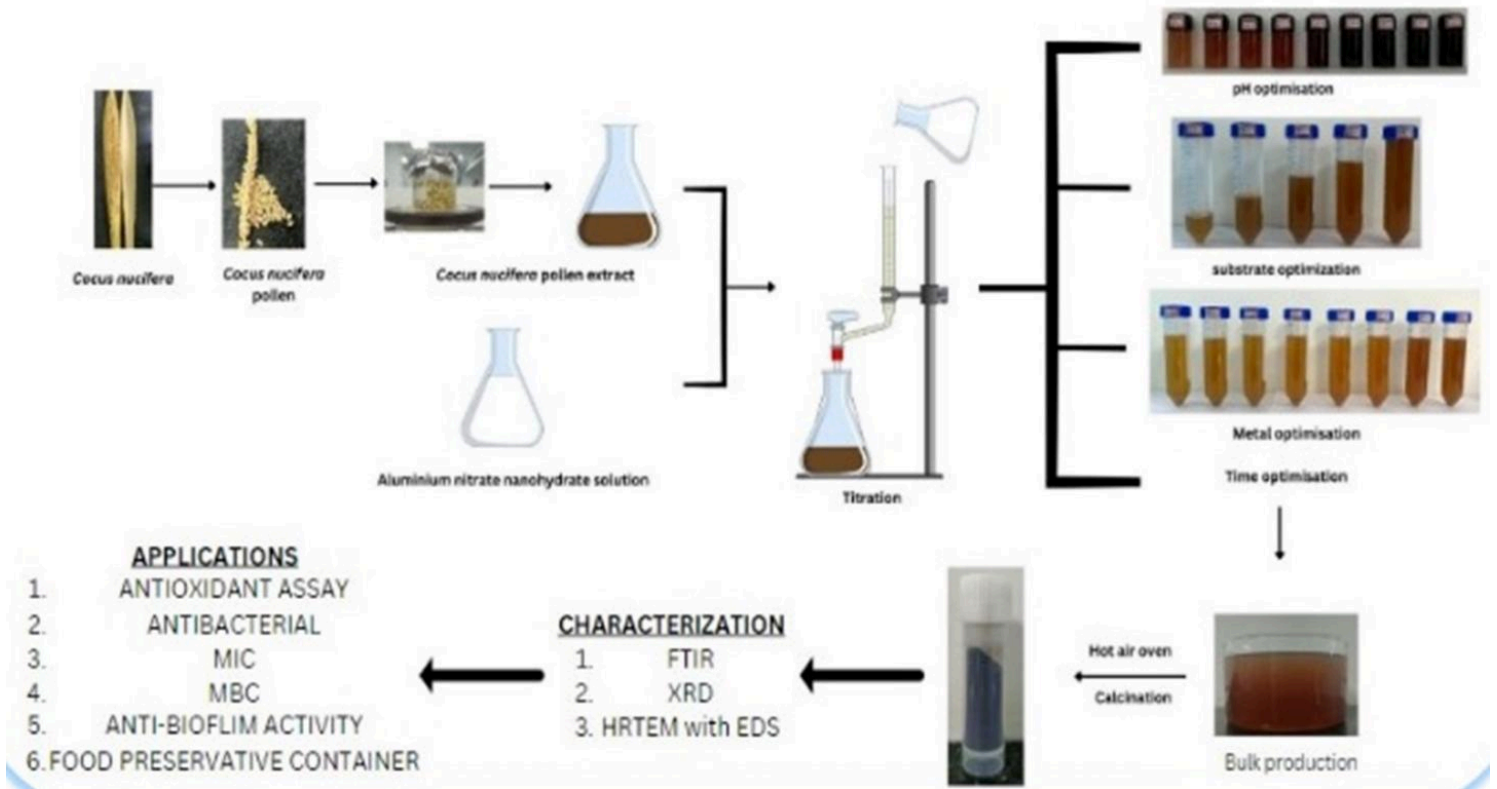 pH optimisation
substrate optimization
Metal optimisation
Time optimisation
Cocus nucifera
Cocus nucifera
pollen
Cocus nucifera pollen extract
Aluminium nitrate nanohydrate solution
Titration
Hot air oven
Calcination
Bulk production
CHARACTERIZATION
1. FTIR
2. XRD
3. HRTEM with EDS
APPLICATIONS
1. ANTIOXIDANT ASSAY
2. ANTIBACTERIAL
3. MIC
4. MBC
5. ANTI-BIOFLIM ACTIVITY
6. FOOD PRESERVATIVE CONTAINER